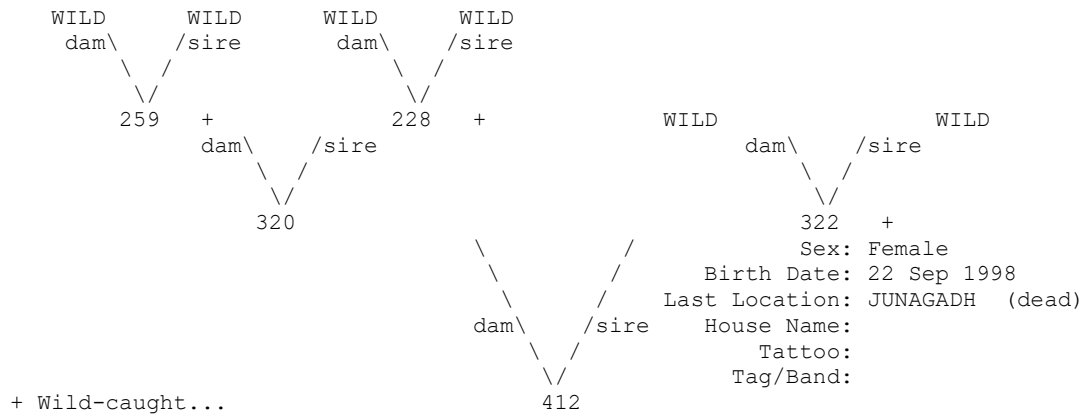 WILD WILD WILD WILD
dam\ /sire dam\ /sire
\ / \ /
\/ \/
259 + 228 + WILD WILD
dam\ /sire dam\ /sire
\ / \ /
\/ \/
320 322 +
\ / Sex: Female
\ / Birth Date: 22 Sep 1998
\ / Last Location: JUNAGADH (dead)
dam\ /sire House Name:
\ / Tattoo:
\/ Tag/Band:
+ Wild-caught... 412